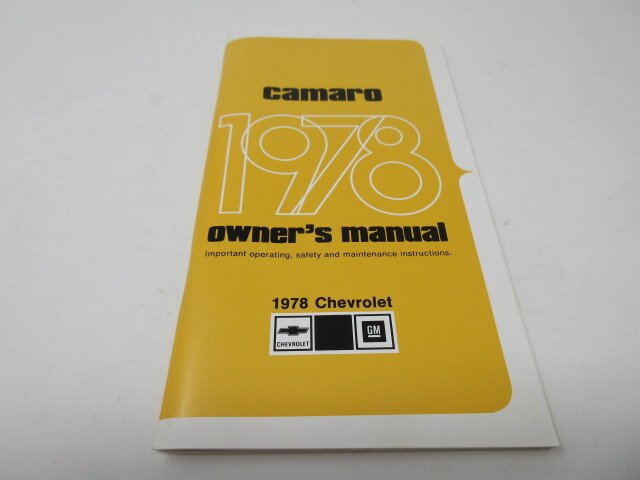 camaro
1978
owner's manual
Important operating, safety and maintenance instructions.
1978 Chevrolet
CHEVROLET
GM